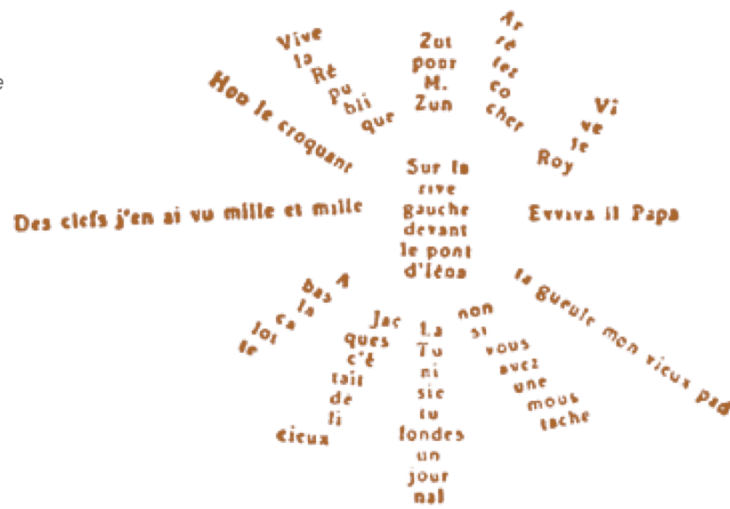 e
Vive
la
Ré
pu
bli
que
Zut
pour
M.
Zun
Ar
rê
tez
co
cher
Vi
ve
le
Roy
Hou le croquant
Sur la
rive
gauche
devant
le pont
d'Iéna
Des clefs j'en ai vu mille et mille
Evviva il Papa
A
bas
la
ca
lot
te
Jac
ques
c'é
tait
dé
li
cieux
La
Tu
ni
sie
tu
fondes
un
jour
nal
non
si
vous
avez
une
mous
tache
ta gueule mon vieux pad